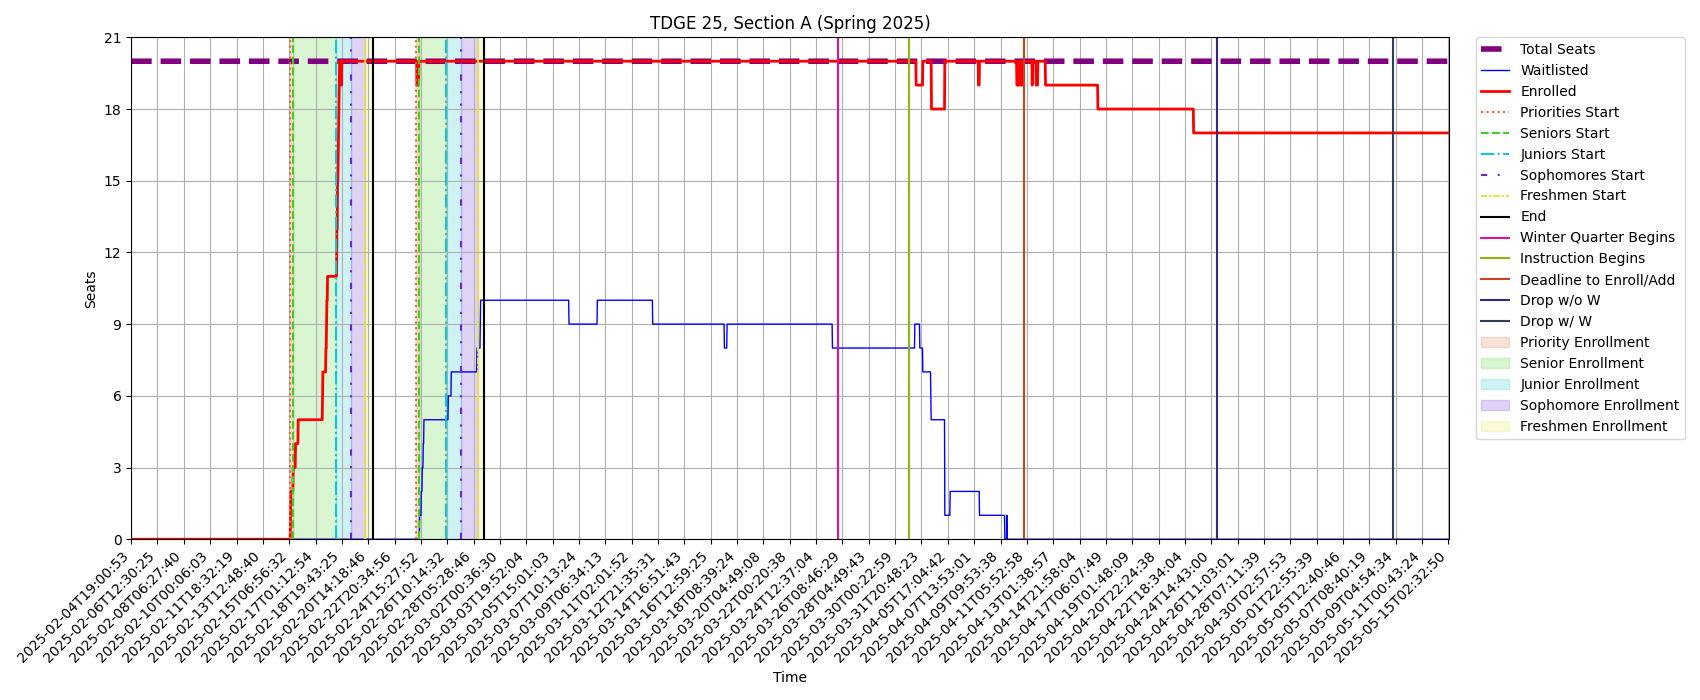 TDGE 25, Section A (Spring 2025)
Seats
21
18
15
12
9
6
3
0
2025-02-04T19:00:53
2025-02-06T12:30:25
2025-02-08T06:27:40
2025-02-10T00:06:03
2025-02-11T18:32:19
2025-02-13T12:48:40
2025-02-15T06:56:32
2025-02-17T01:12:54
2025-02-18T19:43:25
2025-02-20T14:18:46
2025-02-22T20:34:56
2025-02-24T15:27:52
2025-02-26T10:14:32
2025-02-28T05:28:46
2025-03-02T00:36:30
2025-03-03T19:52:04
2025-03-05T15:01:03
2025-03-07T10:13:24
2025-03-09T06:34:13
2025-03-11T02:01:52
2025-03-12T21:35:31
2025-03-14T16:51:43
2025-03-16T12:59:25
2025-03-18T08:39:24
2025-03-20T04:49:08
2025-03-22T00:20:38
2025-03-24T12:37:04
2025-03-26T08:46:29
2025-03-28T04:49:43
2025-03-30T00:22:59
2025-03-31T20:48:23
2025-04-05T17:04:42
2025-04-07T13:53:01
2025-04-09T09:53:38
2025-04-11T05:52:58
2025-04-13T01:38:57
2025-04-14T21:58:04
2025-04-17T06:07:49
2025-04-19T01:48:09
2025-04-20T22:24:38
2025-04-22T18:34:04
2025-04-24T14:43:00
2025-04-26T11:03:01
2025-04-28T07:11:39
2025-04-30T02:57:53
2025-05-01T22:55:39
2025-05-05T12:40:46
2025-05-07T08:40:19
2025-05-09T04:54:34
2025-05-11T00:43:24
2025-05-15T02:32:50
Time
Total Seats
Waitlisted
Enrolled
Priorities Start
Seniors Start
Juniors Start
Sophomores Start
Freshmen Start
End
Winter Quarter Begins
Instruction Begins
Deadline to Enroll/Add
Drop w/o W
Drop w/ W
Priority Enrollment
Senior Enrollment
Junior Enrollment
Sophomore Enrollment
Freshmen Enrollment